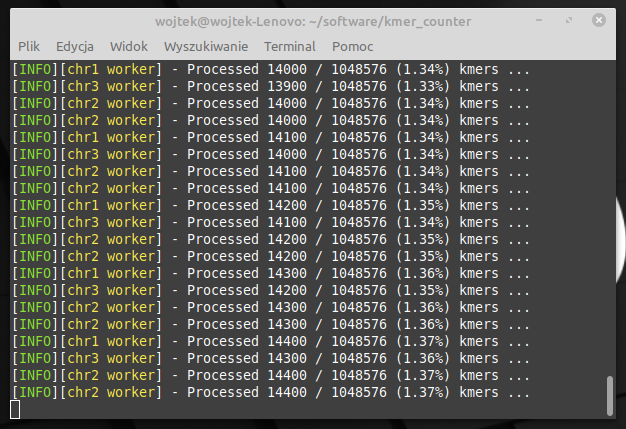 wojtek@wojtek-Lenovo: ~/software/kmer_counter
Plik Edycja Widok Wyszukiwanie Terminal Pomoc
[INFO][chr1 worker] - Processed 14000 / 1048576 (1.34%) kmers ...
[INFO][chr3 worker] - Processed 13900 / 1048576 (1.33%) kmers ...
[INFO][chr2 worker] - Processed 14000 / 1048576 (1.34%) kmers ...
[INFO][chr2 worker] - Processed 14000 / 1048576 (1.34%) kmers ...
[INFO][chr1 worker] - Processed 14100 / 1048576 (1.34%) kmers ...
[INFO][chr3 worker] - Processed 14000 / 1048576 (1.34%) kmers ...
[INFO][chr2 worker] - Processed 14100 / 1048576 (1.34%) kmers ...
[INFO][chr2 worker] - Processed 14100 / 1048576 (1.34%) kmers ...
[INFO][chr1 worker] - Processed 14200 / 1048576 (1.35%) kmers ...
[INFO][chr3 worker] - Processed 14100 / 1048576 (1.34%) kmers ...
[INFO][chr2 worker] - Processed 14200 / 1048576 (1.35%) kmers ...
[INFO][chr2 worker] - Processed 14200 / 1048576 (1.35%) kmers ...
[INFO][chr1 worker] - Processed 14300 / 1048576 (1.36%) kmers ...
[INFO][chr3 worker] - Processed 14200 / 1048576 (1.35%) kmers ...
[INFO][chr2 worker] - Processed 14300 / 1048576 (1.36%) kmers ...
[INFO][chr2 worker] - Processed 14300 / 1048576 (1.36%) kmers ...
[INFO][chr1 worker] - Processed 14400 / 1048576 (1.37%) kmers ...
[INFO][chr3 worker] - Processed 14300 / 1048576 (1.36%) kmers ...
[INFO][chr2 worker] - Processed 14400 / 1048576 (1.37%) kmers ...
[INFO][chr2 worker] - Processed 14400 / 1048576 (1.37%) kmers ...